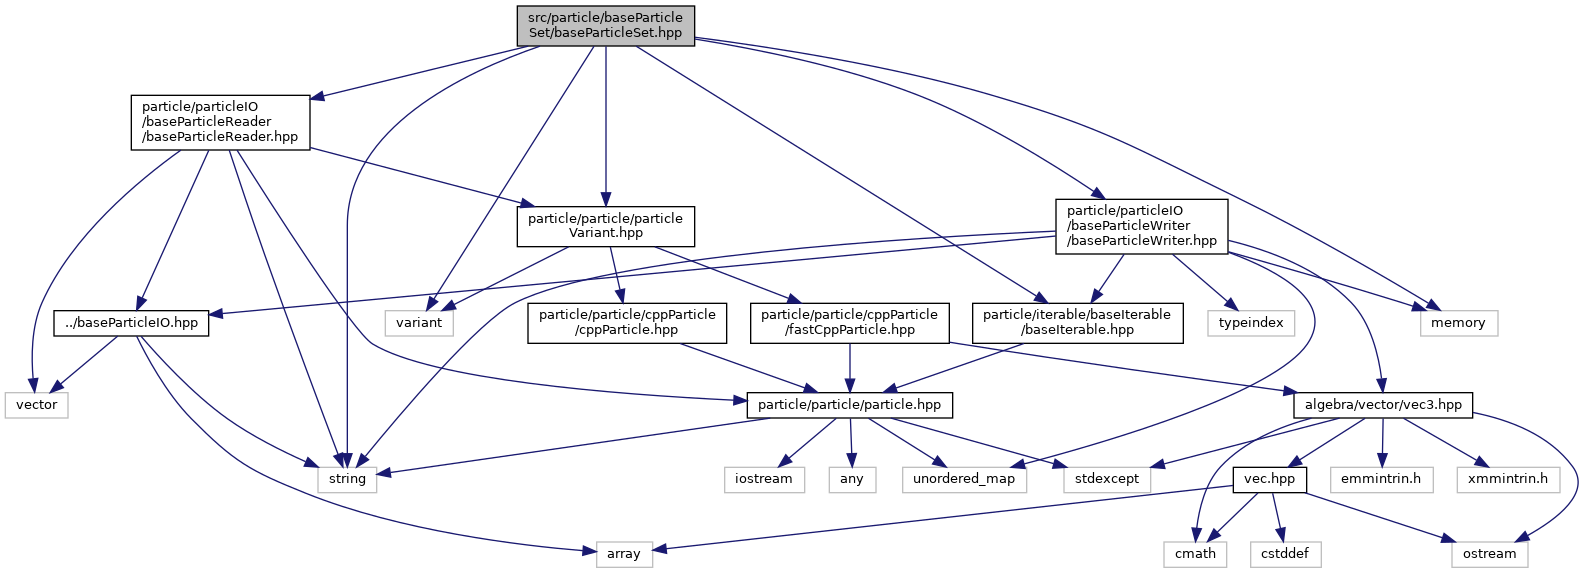 src/particle/baseParticle
Set/baseParticleSet.hpp
particle/particleIO
/baseParticleReader
/baseParticleReader.hpp
particle/particle/particle
Variant.hpp
particle/particleIO
/baseParticleWriter
/baseParticleWriter.hpp
../baseParticleIO.hpp
variant
particle/particle/cppParticle
/cppParticle.hpp
particle/particle/cppParticle
/fastCppParticle.hpp
particle/iterable/baseIterable
/baseIterable.hpp
typeindex
memory
vector
particle/particle/particle.hpp
algebra/vector/vec3.hpp
string
iostream
any
unordered_map
stdexcept
vec.hpp
emmintrin.h
xmmintrin.h
array
cmath
cstddef
ostream